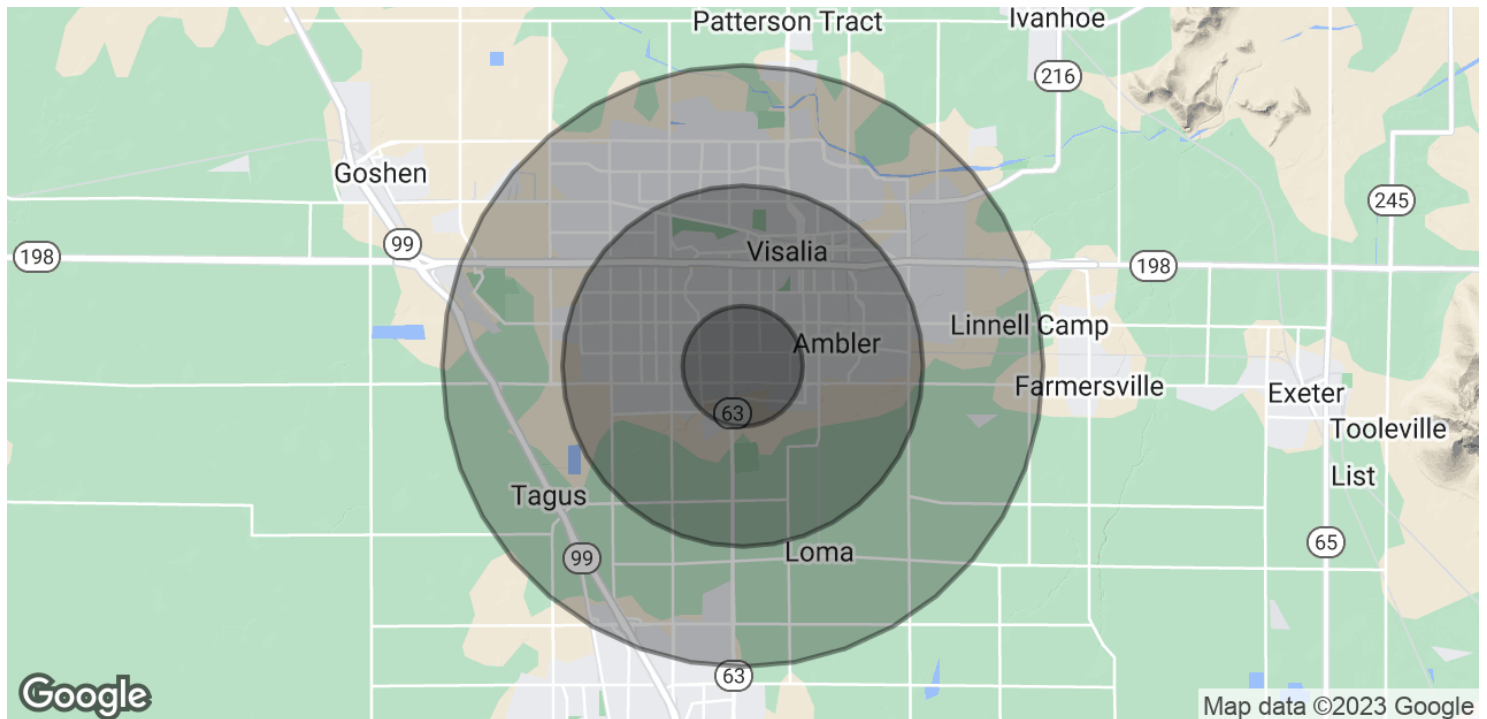 Patterson Tract
Ivanhoe
216
Goshen
245
99
Visalia
198
198
Linnell Camp
Ambler
Farmersville
Exeter
63
Tooleville
List
Tagus
65
Loma
99
63
Google
Map data ©2023 Google